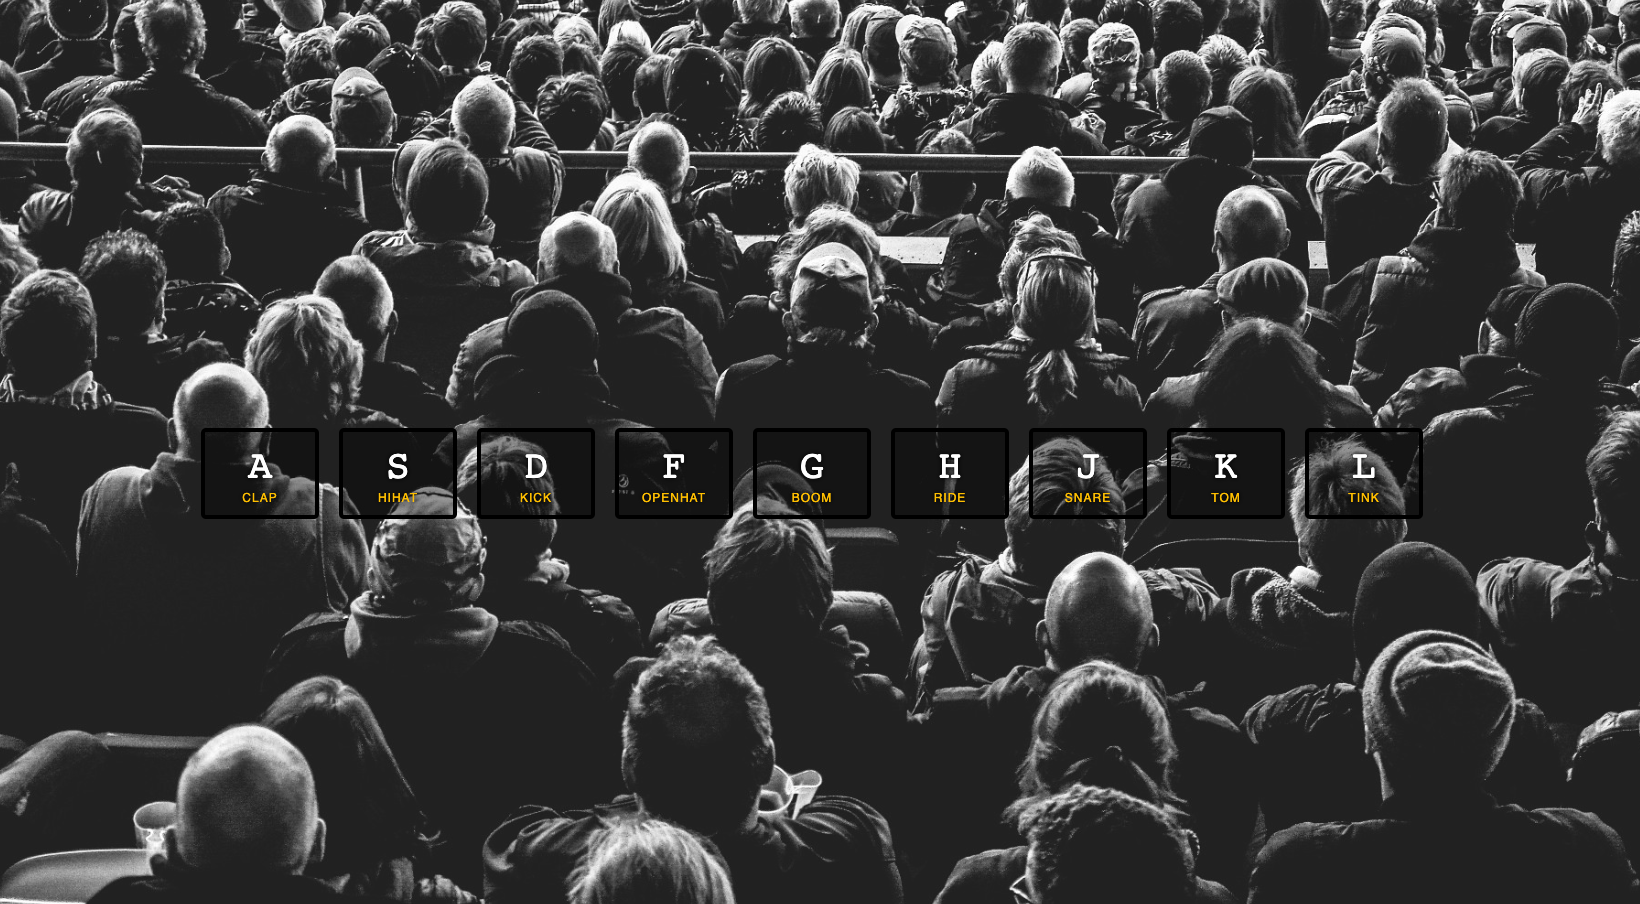 A S D F G H J K L
CLAP HIHAT KICK OPENHAT BOOM RIDE SNARE TOM TINK